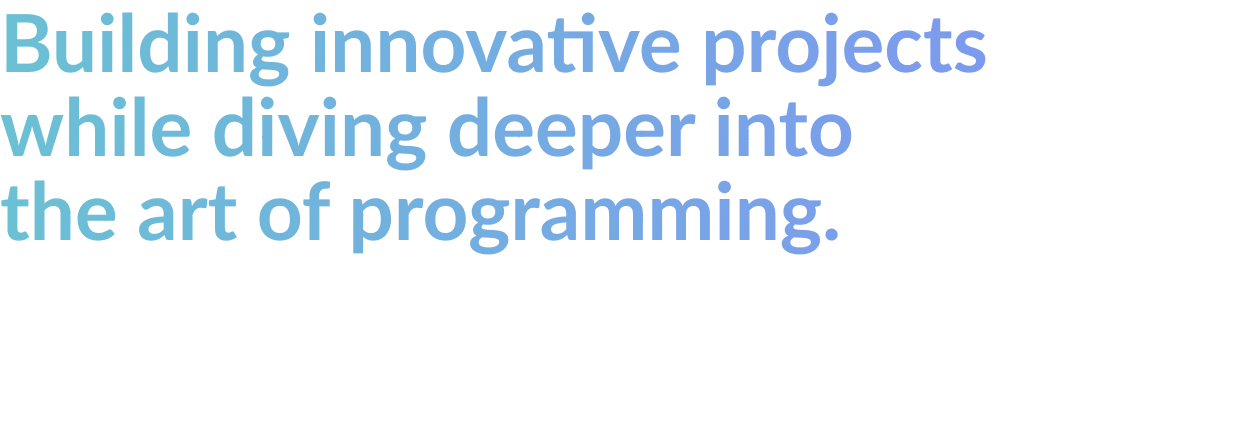 Building innovative projects
while diving deeper into
the art of programming.